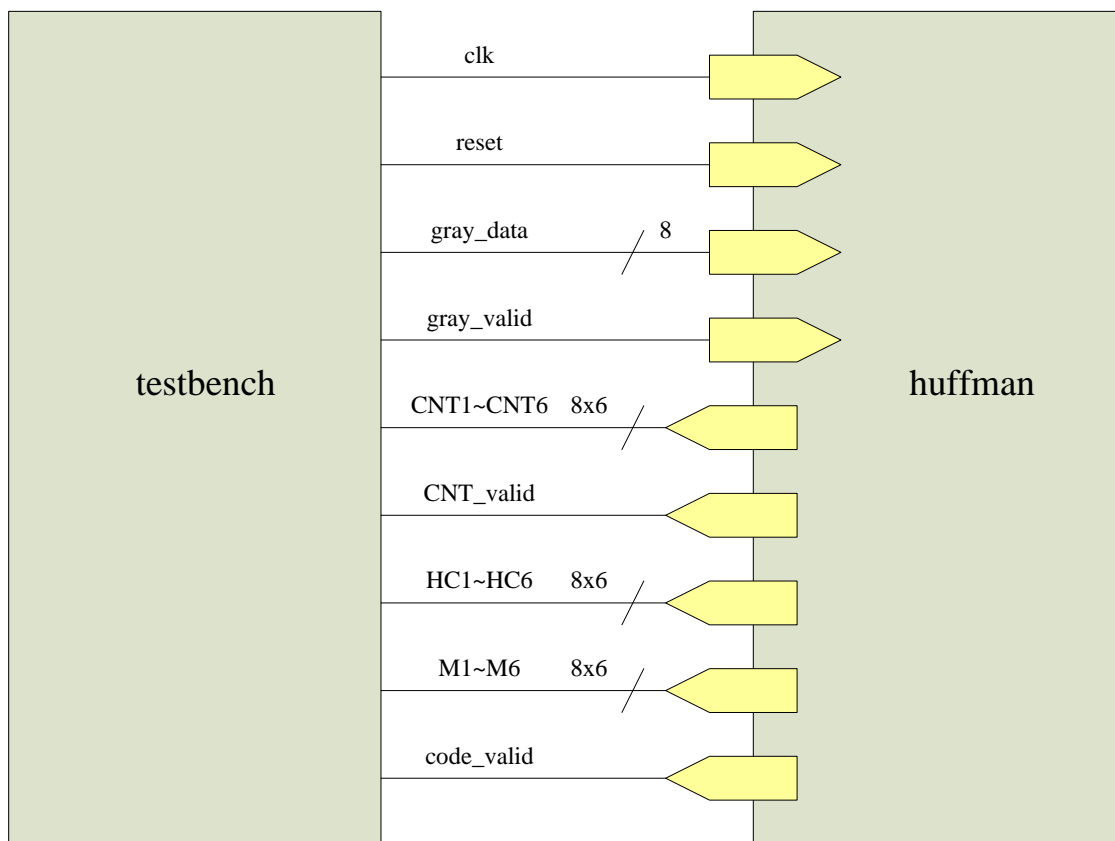 clk
reset
gray_data 8
gray_valid
testbench
huffman
CNT1~CNT6 8x6
CNT_valid
HC1~HC6 8x6
M1~M6 8x6
code_valid